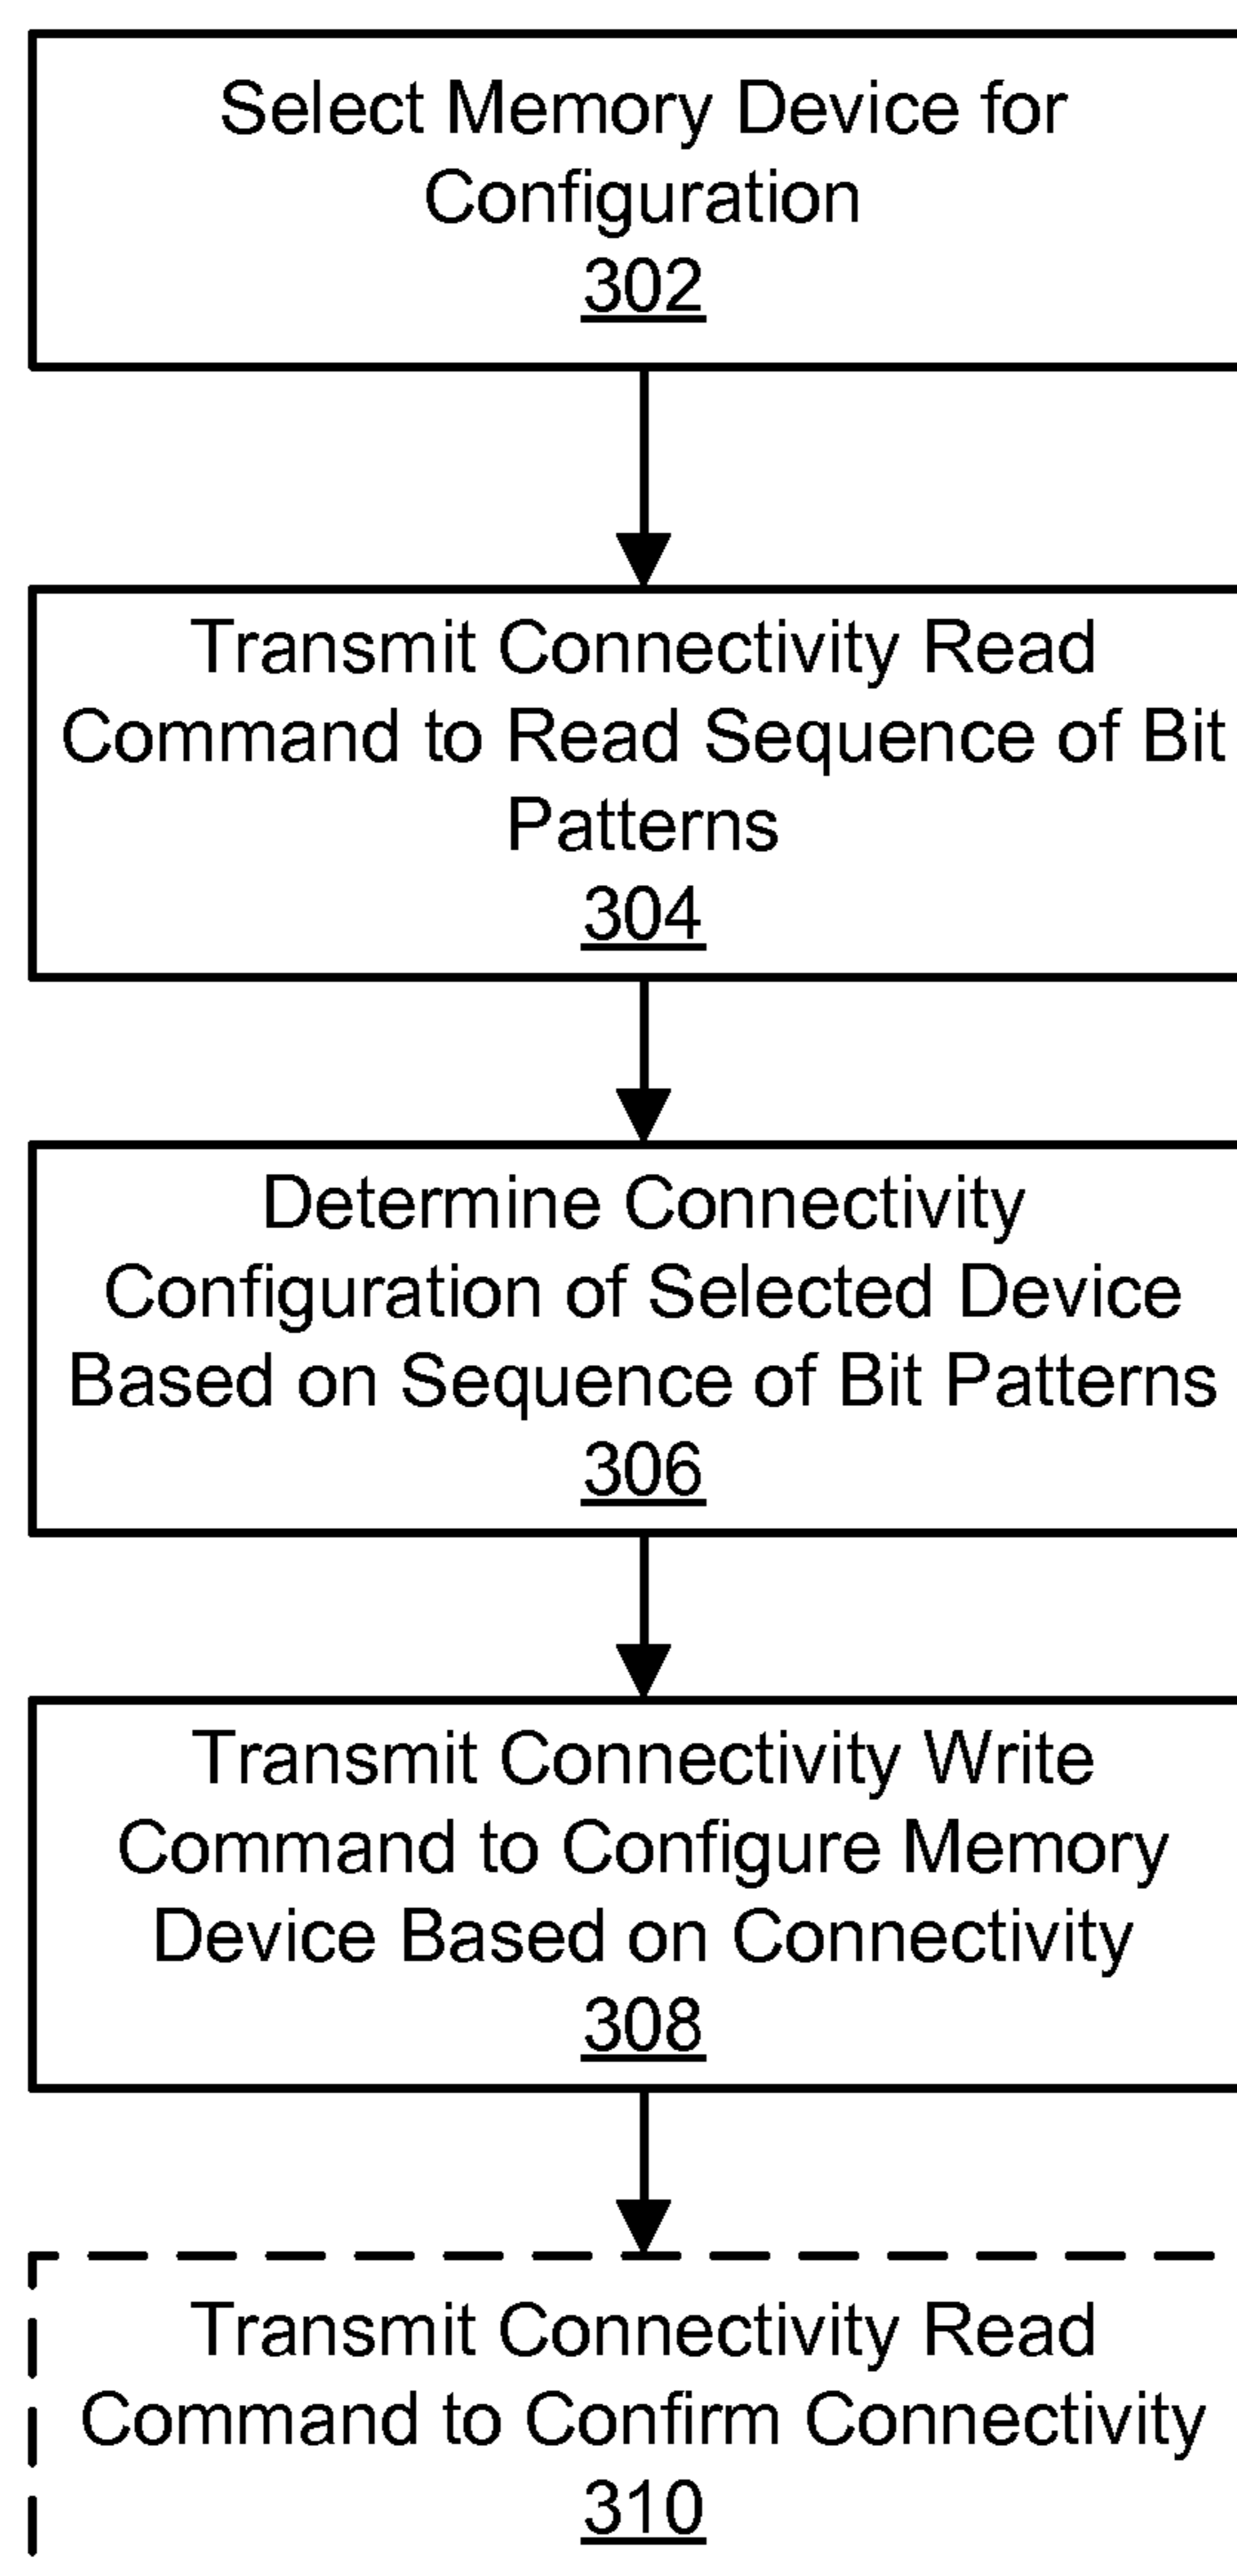 Select Memory Device for
Configuration
302
Transmit Connectivity Read
Command to Read Sequence of Bit
Patterns
304
Determine Connectivity
Configuration of Selected Device
Based on Sequence of Bit Patterns
306
Transmit Connectivity Write
Command to Configure Memory
Device Based on Connectivity
308
Transmit Connectivity Read
Command to Confirm Connectivity
310